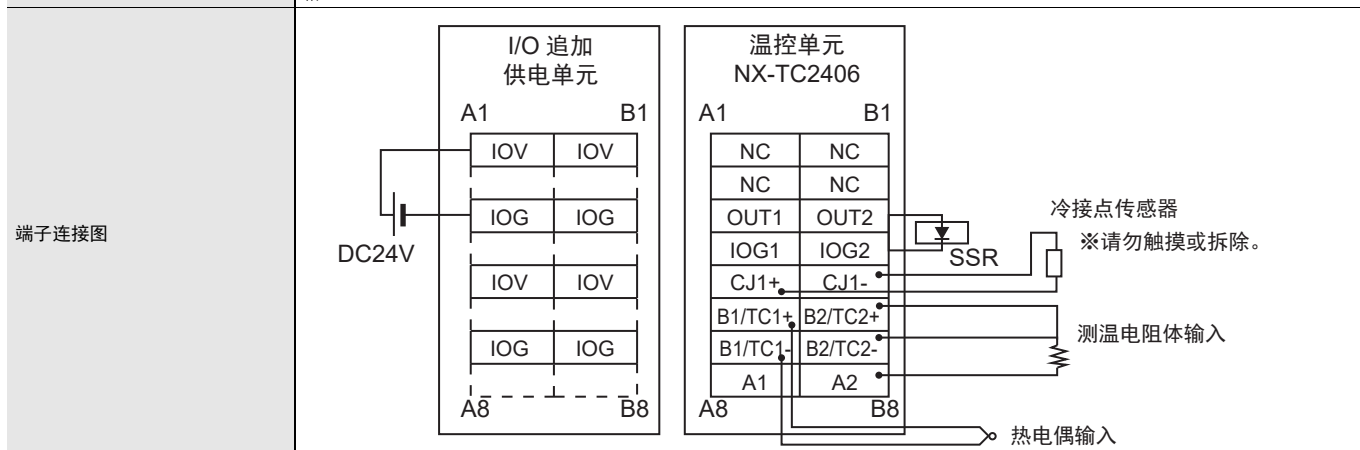 端子连接图
I/O 追加
供电单元
A1 B1
IOV IOV
IOG IOG
IOV IOV
IOG IOG
A8 B8
DC24V
温控单元
NX-TC2406
A1 B1
NC NC
NC NC
OUT1 OUT2
IOG1 IOG2
CJ1+ CJ1-
B1/TC1+ B2/TC2+
B1/TC1- B2/TC2-
A1 A2
A8 B8
SSR
冷接点传感器
※请勿触摸或拆除。
测温电阻体输入
热电偶输入